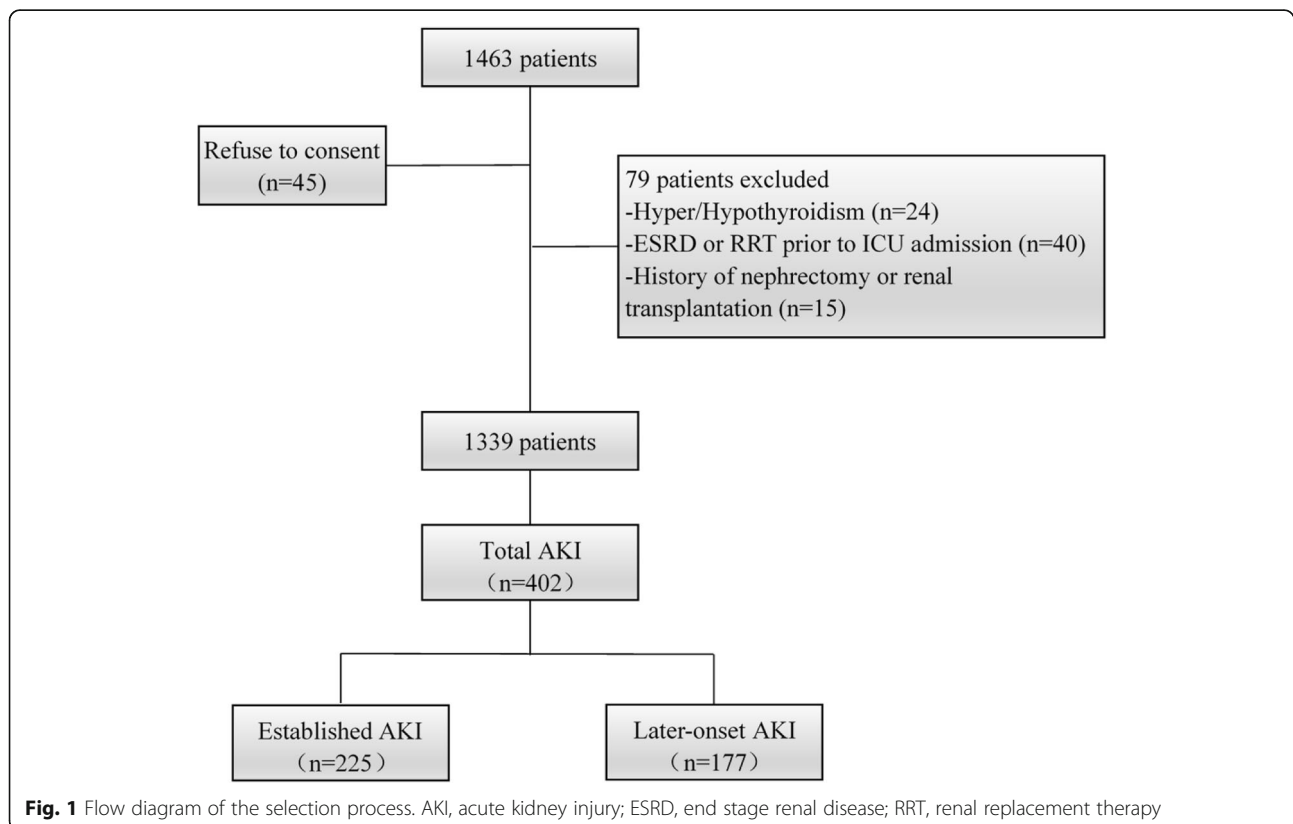 1463 patients
Refuse to consent
(n=45)
79 patients excluded
-Hyper/Hypothyroidism (n=24)
-ESRD or RRT prior to ICU admission (n=40)
-History of nephrectomy or renal
transplantation (n=15)
1339 patients
Total AKI
（n=402）
Established AKI
（n=225）
Later-onset AKI
（n=177）
Fig. 1 Flow diagram of the selection process. AKI, acute kidney injury; ESRD, end stage renal disease; RRT, renal replacement therapy